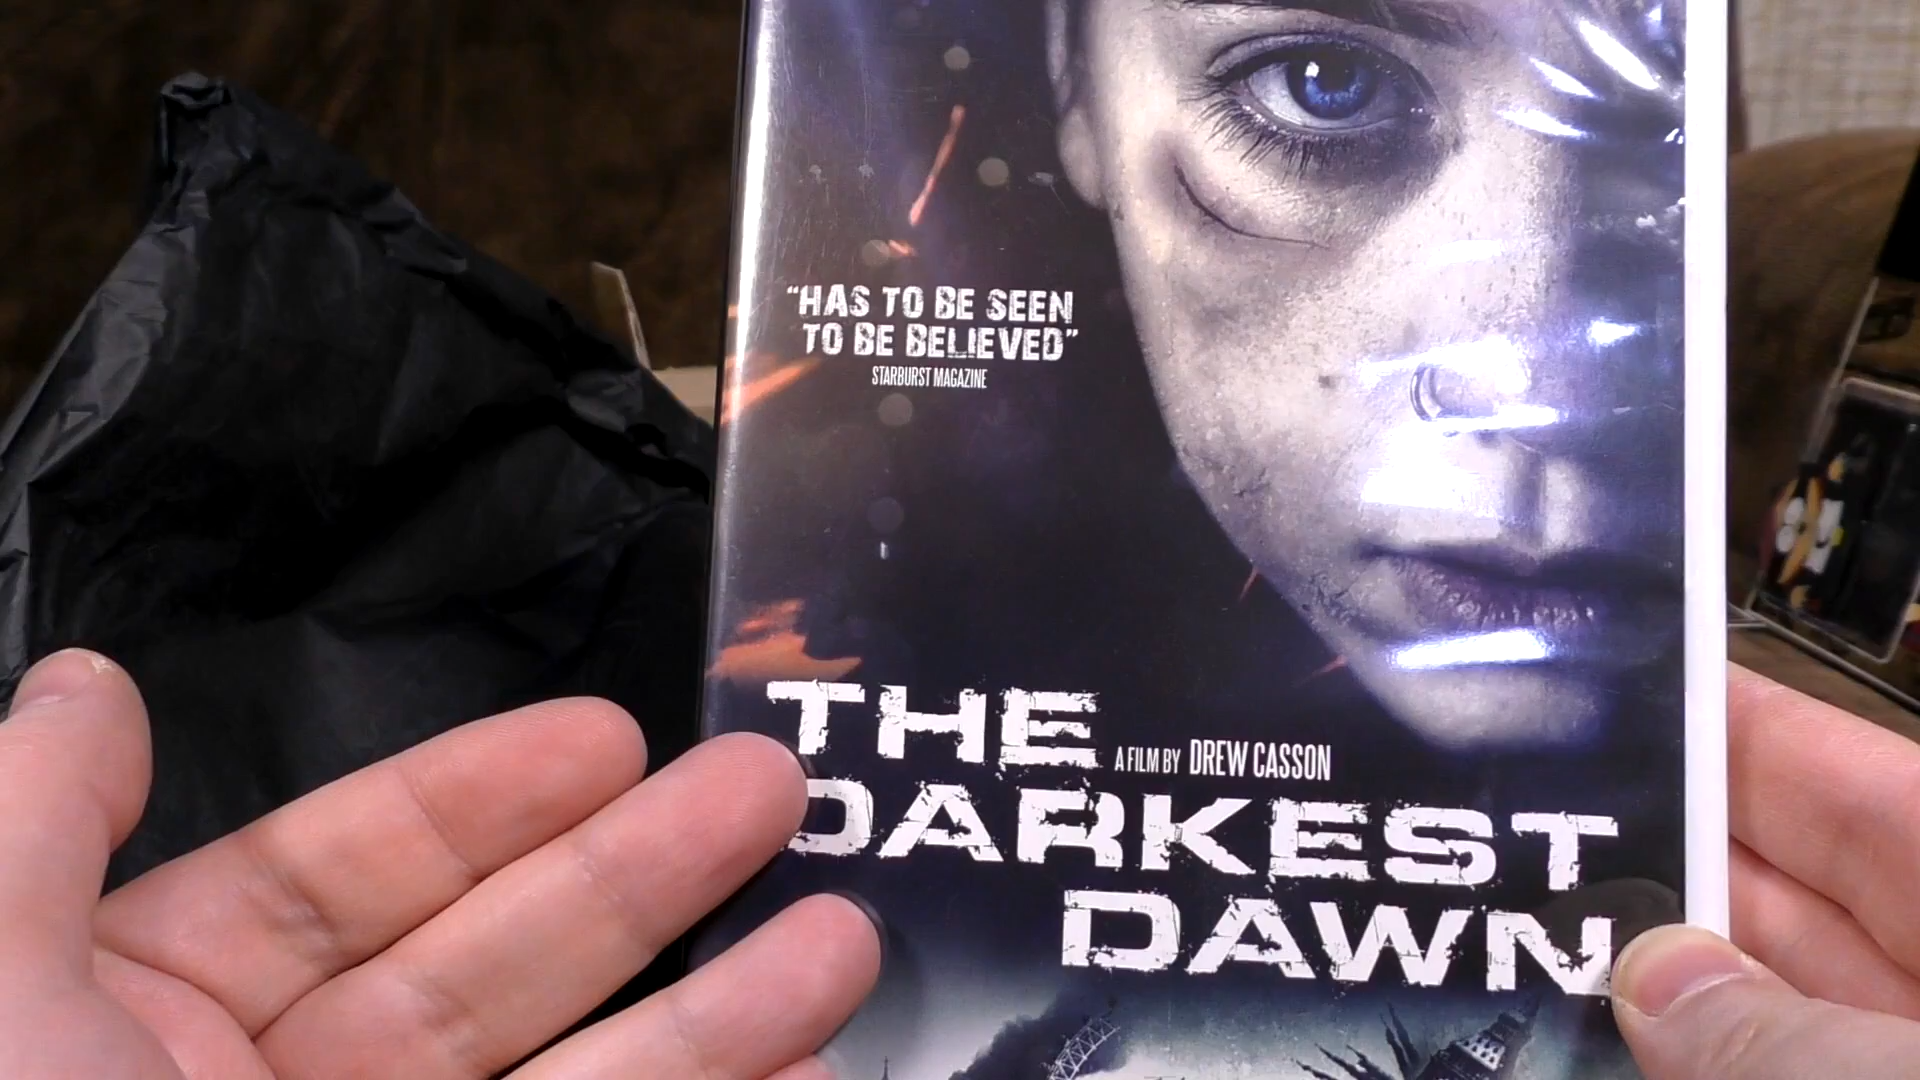 "HAS TO BE SEEN
TO BE BELIEVED"
STARBURST MAGAZINE
THE
A FILM BY DREW CASSON
DARKEST
DAWN